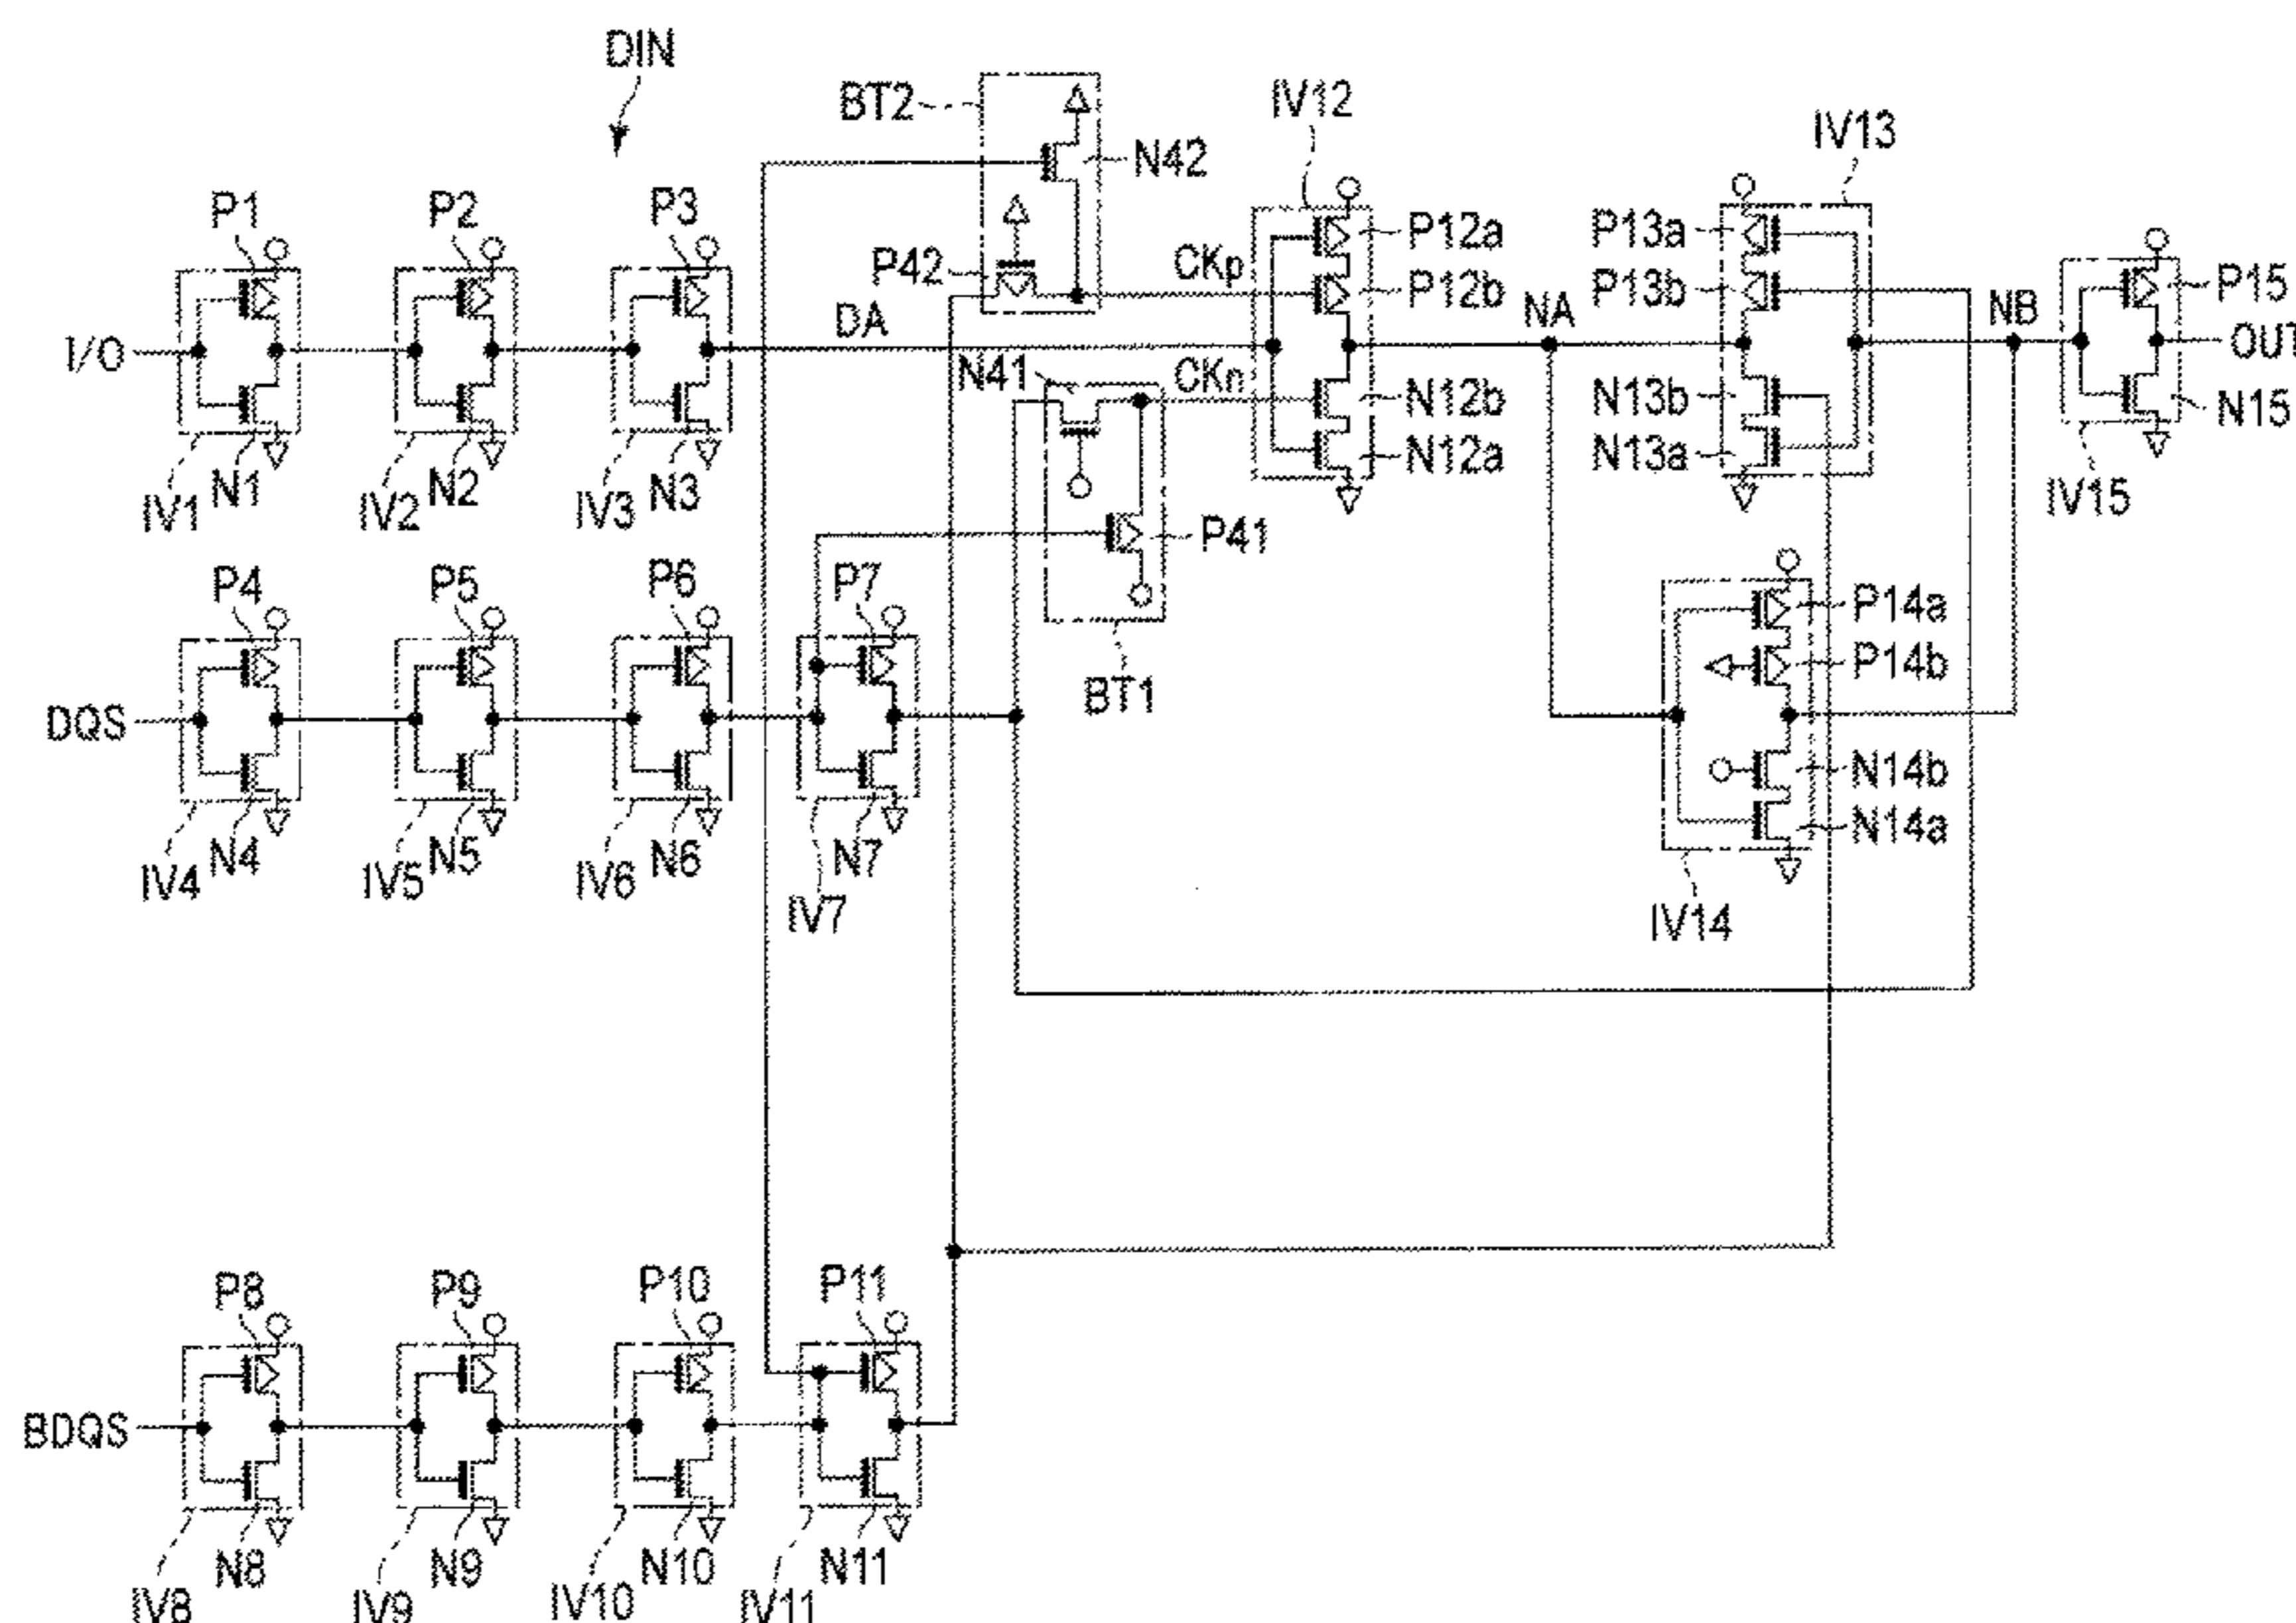 DIN
BT2
IV12
IV13
N42
P1
P2
P3
P12a
P13a
P42
CKp
P12b
P13b
NA
NB
P15
DA
I/O
OUT
N41
CKn
N12b
N13b
N15
N12a
N13a
IV1
N1
IV2
N2
IV3
N3
IV15
P41
P4
P5
P6
P7
P14a
P14b
BT1
DQS
N14b
N14a
IV4
N4
IV5
N5
IV6
N6
IV7
N7
IV14
P8
P9
P10
P11
BDQS
IV8
N8
IV9
N9
IV10
N10
IV11
N11